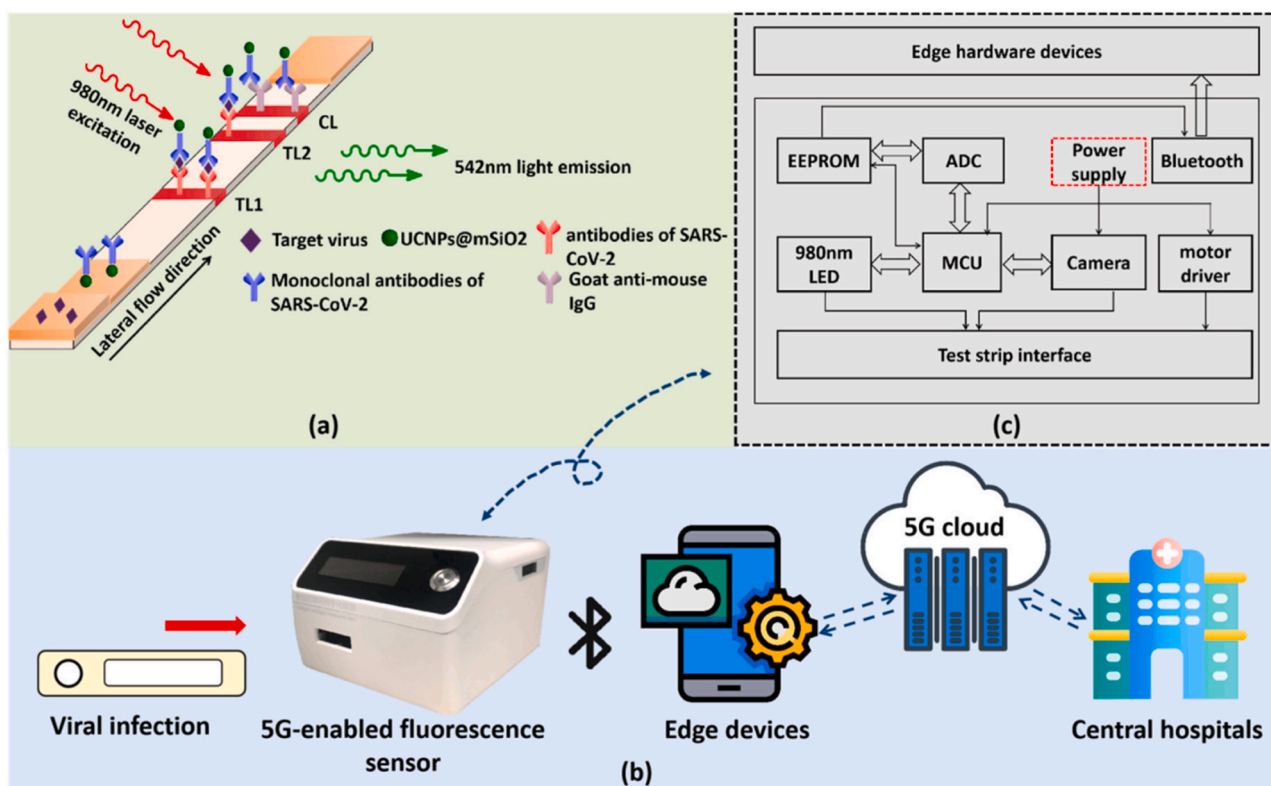 980nm laser
excitation
CL
TL2
TL1
542nm light emission
Lateral flow direction
Target virus
UCNPs@mSiO2
antibodies of SARS-
CoV-2
Monoclonal antibodies of
SARS-CoV-2
Goat anti-mouse
IgG
(a)
Edge hardware devices
EEPROM
ADC
Power
supply
Bluetooth
980nm
LED
MCU
Camera
motor
driver
Test strip interface
(c)
5G cloud
Viral infection
5G-enabled fluorescence
sensor
Edge devices
Central hospitals
(b)